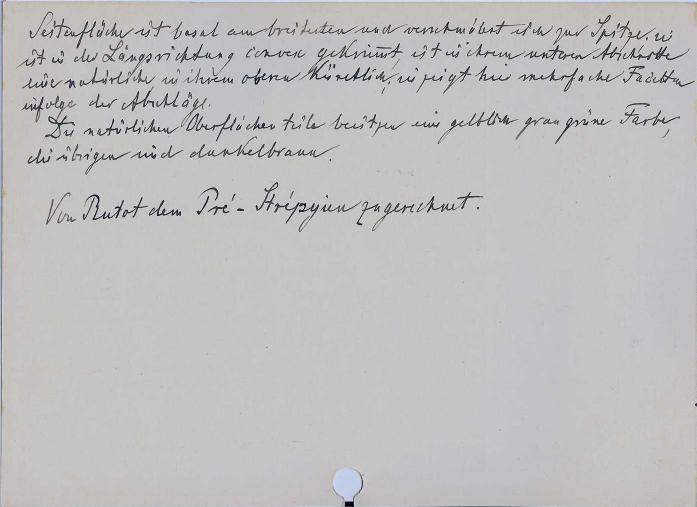 Seitenfläche ist basal am breitesten und verschmälert sich zur Spitze. sie
ist in der Längsrichtung convex gekrümmt, ist in ihrem unteren Abschnitte
eine natürliche in ihrem oberen künstlich, sie zeigt hier mehrfache Facetten
infolge der Abschläge.
Die natürlichen Oberflächenteile besitzen eine gelblich graugrüne Farbe,
die übrigen sind dunkelbraun.
Von Rutot dem Pré-Strépyien zugerechnet.